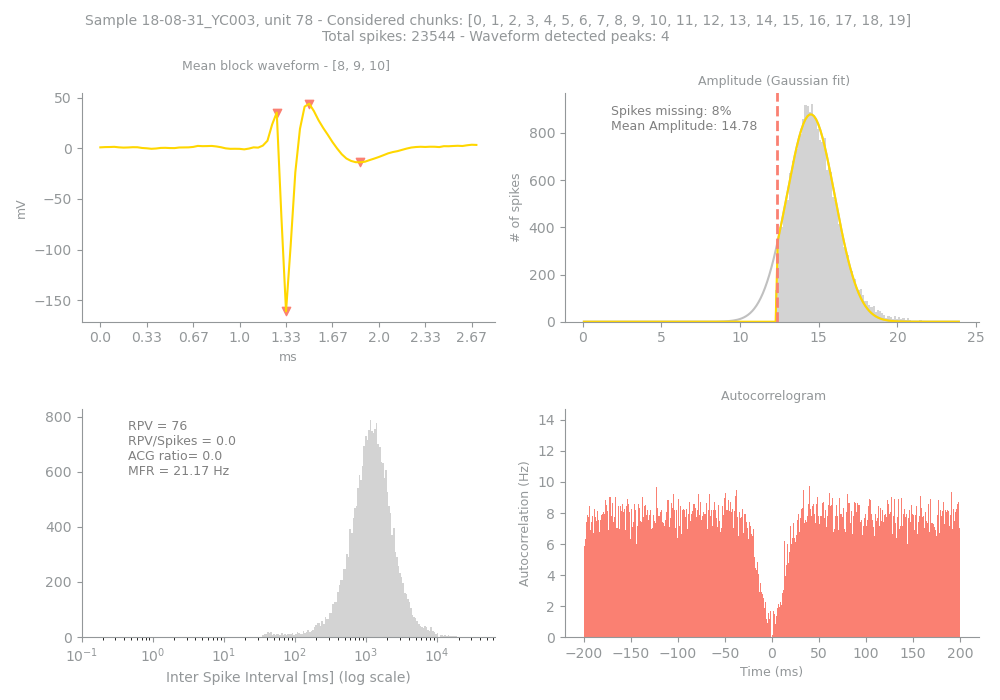 Sample 18-08-31_YC003, unit 78 - Considered chunks: [0, 1, 2, 3, 4, 5, 6, 7, 8, 9, 10, 11, 12, 13, 14, 15, 16, 17, 18, 19]
Total spikes: 23544 - Waveform detected peaks: 4
Mean block waveform - [8, 9, 10]
50
0
−50
−100
−150
mV
0.0 0.33 0.67 1.0 1.33 1.67 2.0 2.33 2.67
ms
Amplitude (Gaussian fit)
Spikes missing: 8%
Mean Amplitude: 14.78
800
600
400
200
0
# of spikes
0 5 10 15 20 25
RPV = 76
RPV/Spikes = 0.0
ACG ratio= 0.0
MFR = 21.17 Hz
800
600
400
200
0
10⁻¹ 10⁰ 10¹ 10² 10³ 10⁴
Inter Spike Interval [ms] (log scale)
Autocorrelogram
14
12
10
8
6
4
2
0
Autocorrelation (Hz)
−200 −150 −100 −50 0 50 100 150 200
Time (ms)